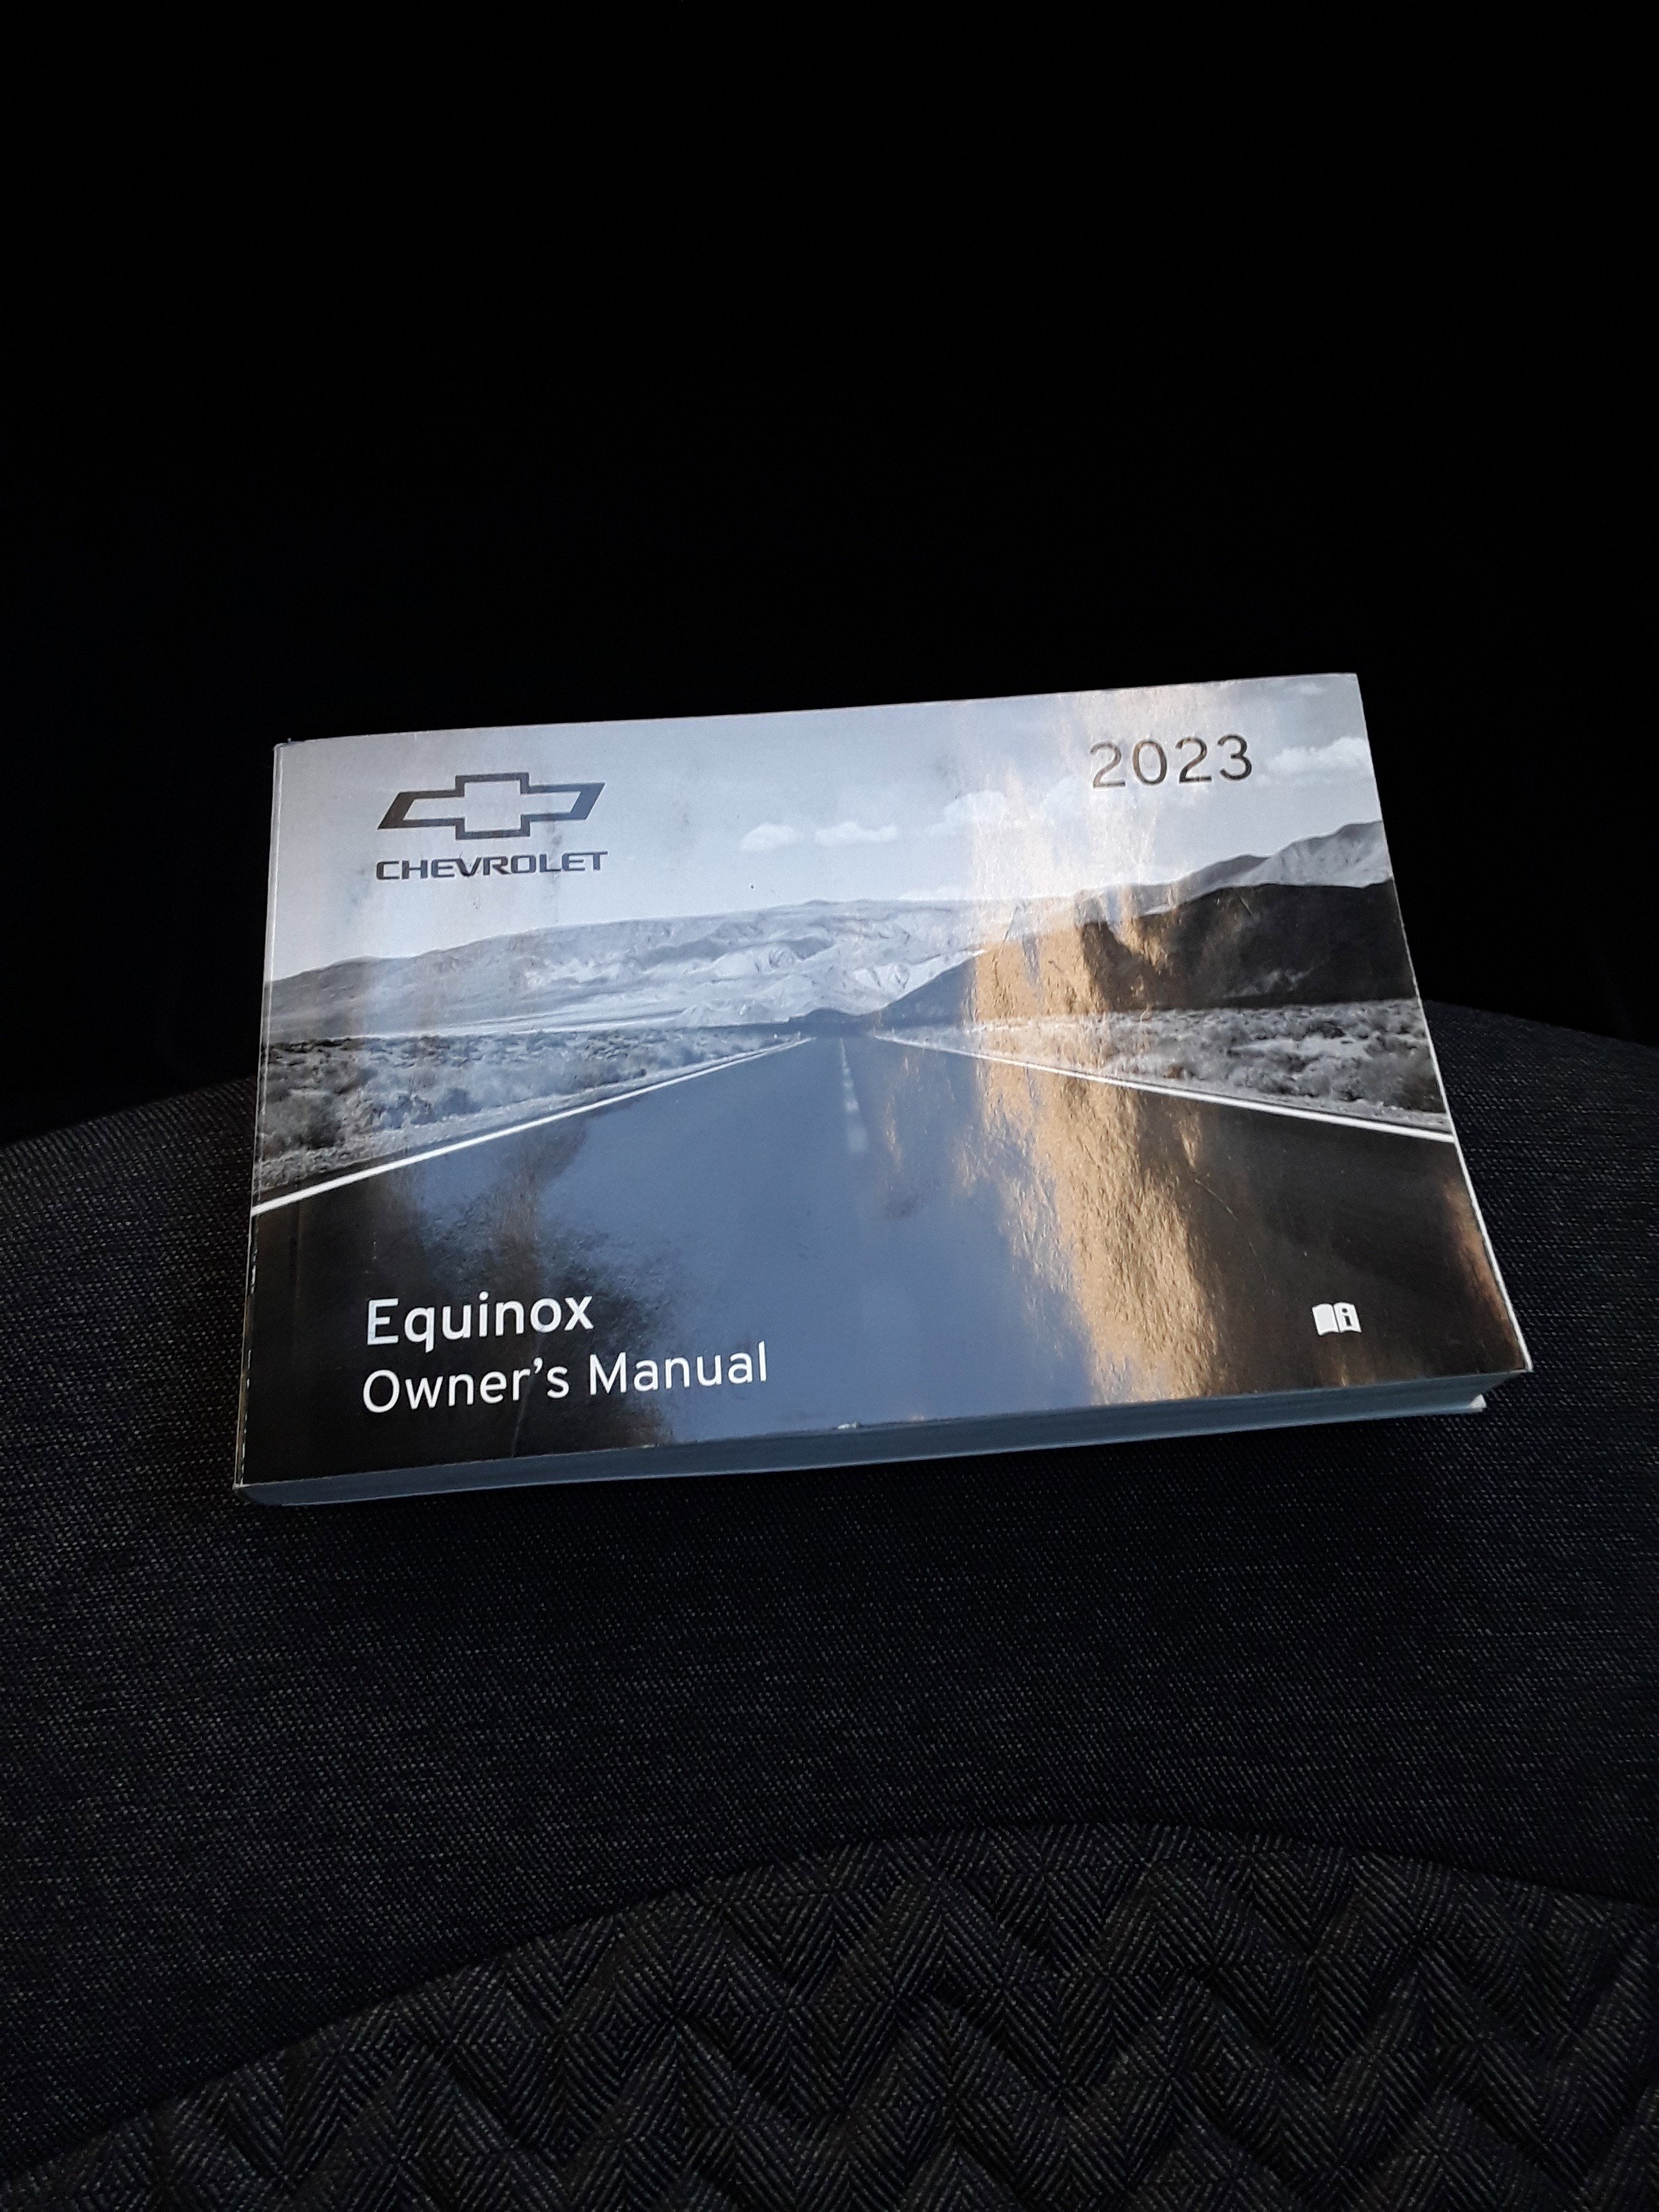 CHEVROLET
2023
Equinox
Owner's Manual